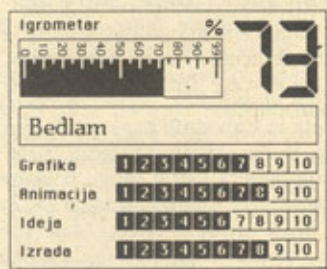 Igrometar % 73
0 10 20 30 40 50 60 70 80 90 99
Bedlam
Grafika 1 2 3 4 5 6 7 8 9 10
Animacija 1 2 3 4 5 6 7 8 9 10
Ideja 1 2 3 4 5 6 7 8 9 10
Izrada 1 2 3 4 5 6 7 8 9 10